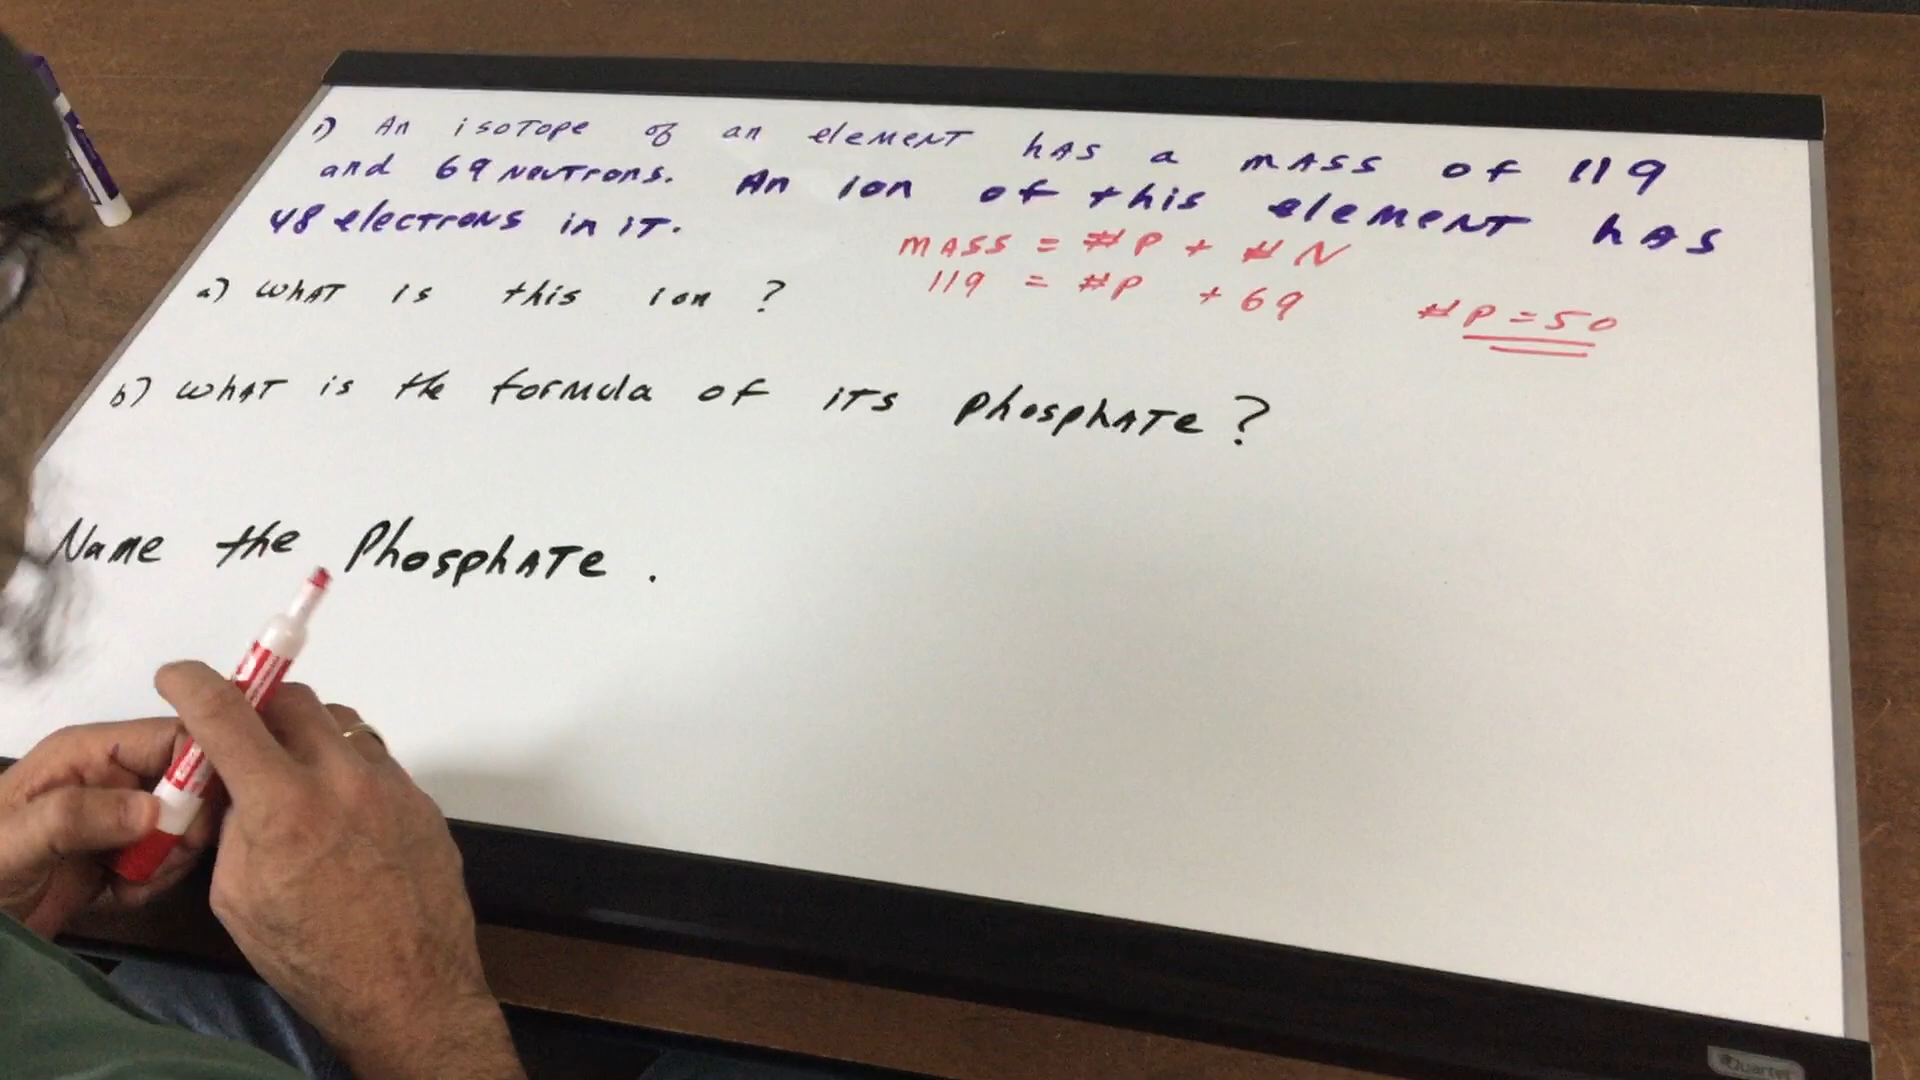 1) An isotope of an element has a mass of 119
and 69 neutrons. An ion of this element has
48 electrons in it.
mass = #P + #N
119 = #P + 69 #P = 50
a) what is this ion ?
b) what is the formula of its phosphate ?
Name the Phosphate .
Quartet